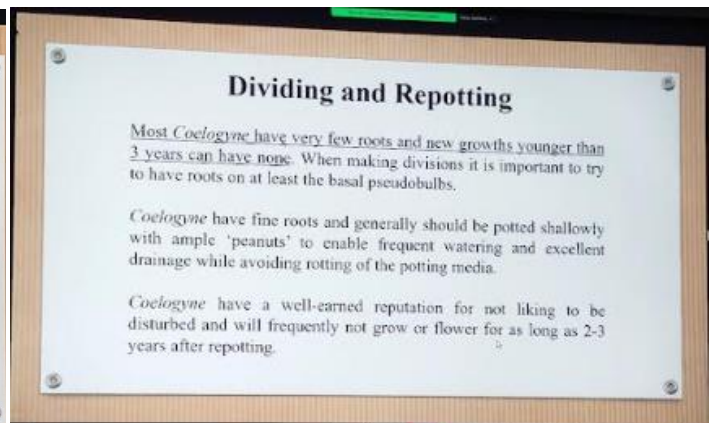 Dividing and Repotting
Most Coelogyne have very few roots and new growths younger than
3 years can have none. When making divisions it is important to try
to have roots on at least the basal pseudobulbs.
Coelogyne have fine roots and generally should be potted shallowly
with ample 'peanuts' to enable frequent watering and excellent
drainage while avoiding rotting of the potting media.
Coelogyne have a well-earned reputation for not liking to be
disturbed and will frequently not grow or flower for as long as 2-3
years after repotting.